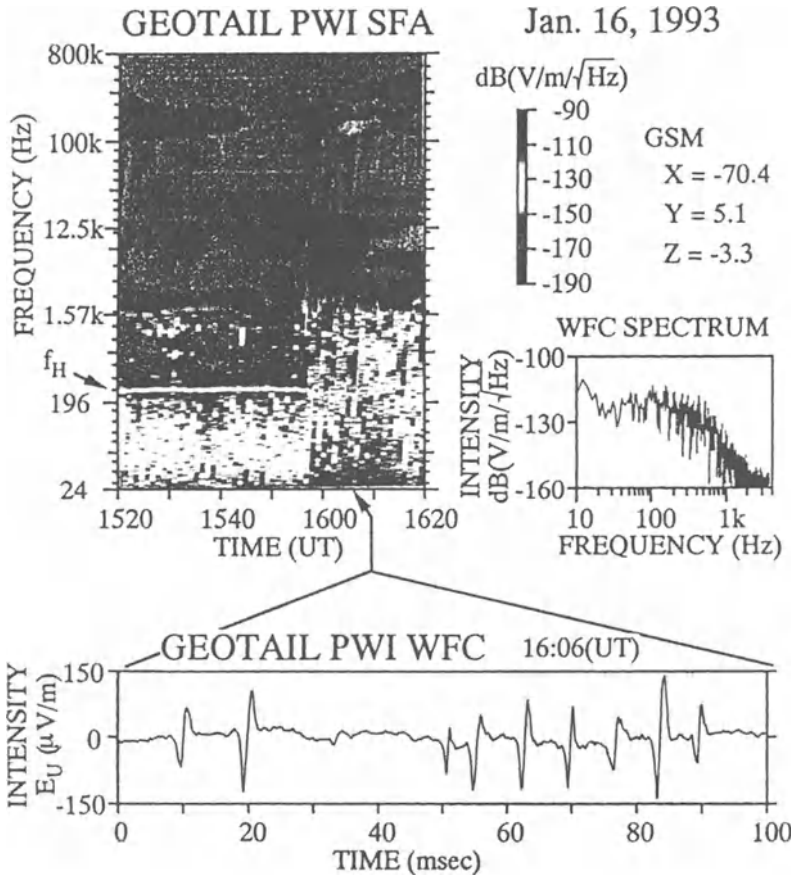 GEOTAIL PWI SFA
Jan. 16, 1993
800k
100k
12.5k
1.57k
196
24
FREQUENCY (Hz)
f_H
1520 1540 1600 1620
TIME (UT)
dB(V/m/√Hz)
-90
-110
-130
-150
-170
-190
GSM
X = -70.4
Y = 5.1
Z = -3.3
WFC SPECTRUM
INTENSITY
dB(V/m/√Hz)
-100
-130
-160
10 100 1k
FREQUENCY (Hz)
GEOTAIL PWI WFC 16:06(UT)
INTENSITY
E_U (μV/m)
150
0
-150
0 20 40 60 80 100
TIME (msec)